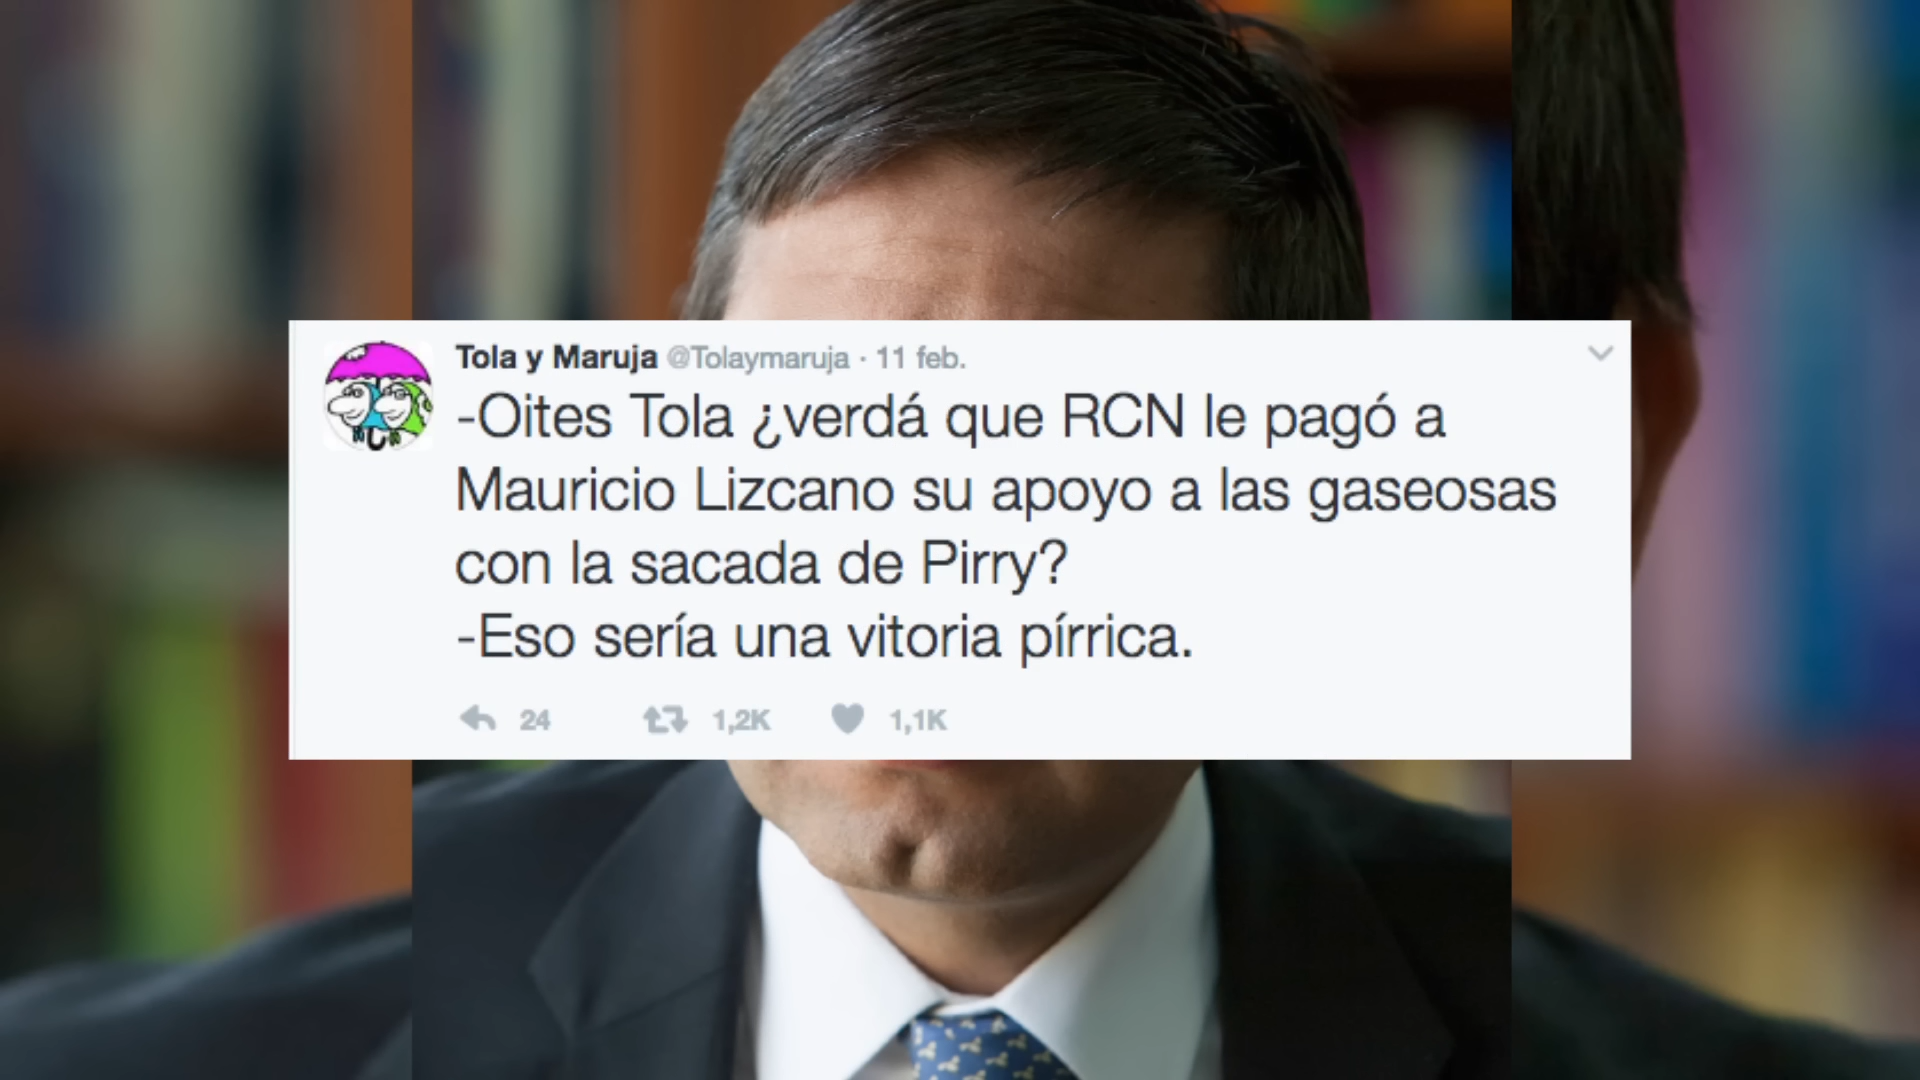 Tola y Maruja @Tolaymaruja · 11 feb.
-Oites Tola ¿verdá que RCN le pagó a
Mauricio Lizcano su apoyo a las gaseosas
con la sacada de Pirry?
-Eso sería una vitoria pírrica.
24 1,2K 1,1K